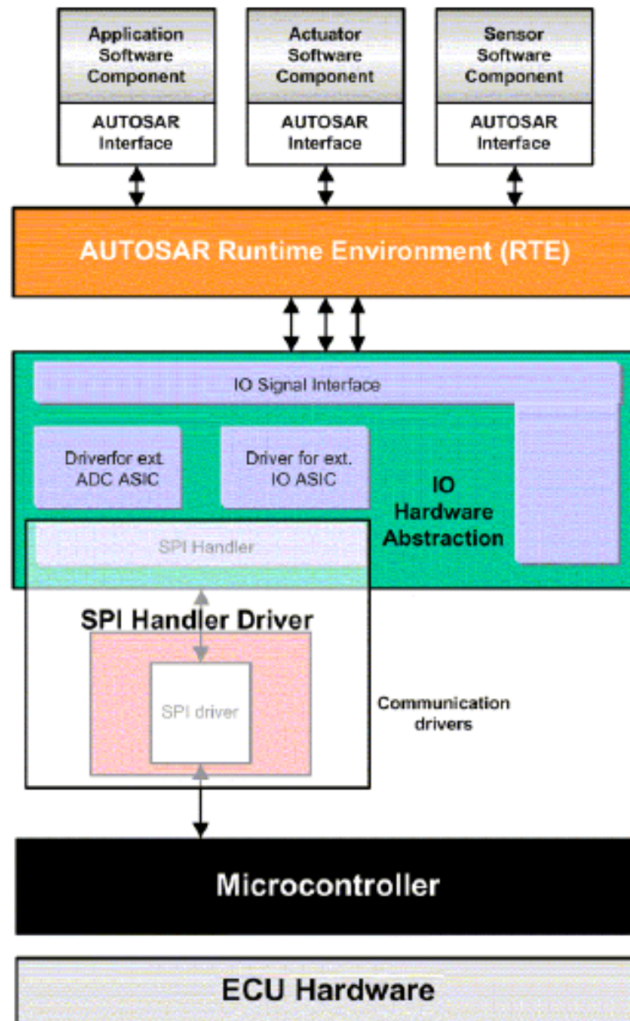 Application
Software
Component
AUTOSAR
Interface
Actuator
Software
Component
AUTOSAR
Interface
Sensor
Software
Component
AUTOSAR
Interface
AUTOSAR Runtime Environment (RTE)
IO Signal Interface
Driverfor ext.
ADC ASIC
Driver for ext.
IO ASIC
IO
Hardware
Abstraction
SPI Handler
SPI Handler Driver
SPI driver
Communication
drivers
Microcontroller
ECU Hardware